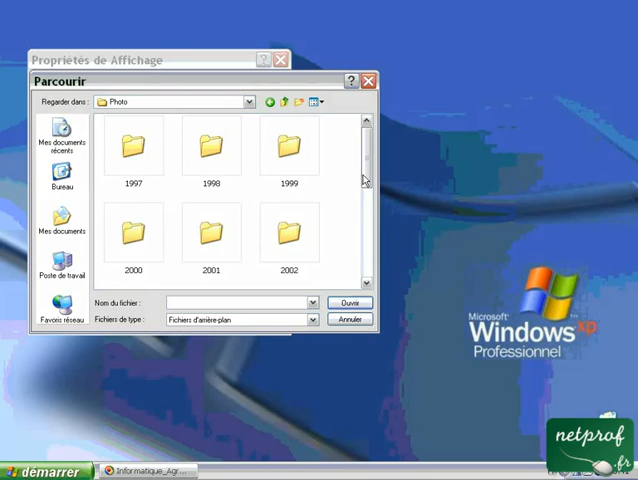 Propriétés de Affichage
Parcourir
Regarder dans :
Photo
Mes documents
récents
Bureau
Mes documents
Poste de travail
Favoris réseau
1997
1998
1999
2000
2001
2002
Nom du fichier :
Ouvrir
Fichiers de type :
Fichiers d'arrière-plan
Annuler
Microsoft
Windows xp
Professionnel
netprof
.fr
démarrer
Informatique_Agr...